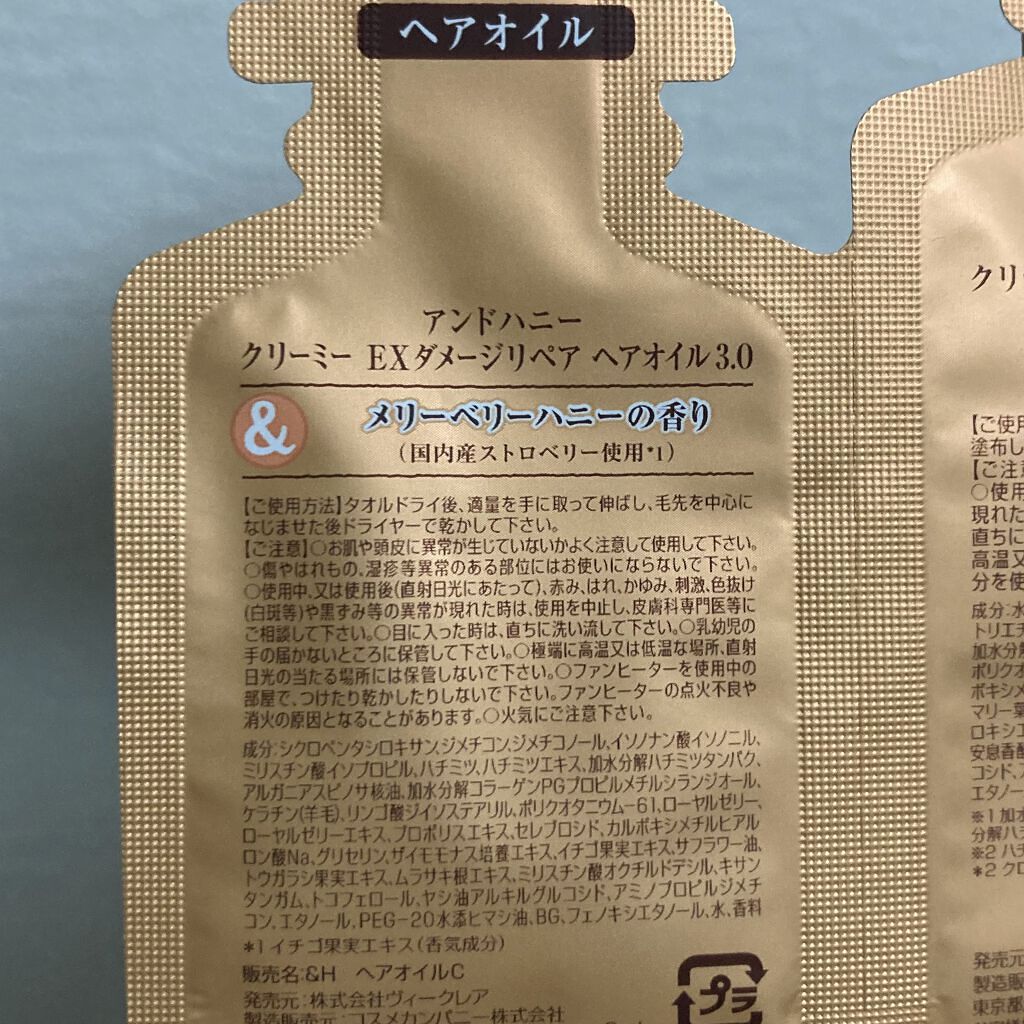 ヘアオイル
アンドハニー
クリーミー EXダメージリペア ヘアオイル3.0
& メリーベリーハニーの香り
(国内産ストロベリー使用*1)
【ご使用方法】タオルドライ後、適量を手に取って伸ばし、毛先を中心に
なじませた後ドライヤーで乾かして下さい。
【ご注意】○お肌や頭皮に異常が生じていないかよく注意して使用して下さい。
○傷やはれもの、湿疹等異常のある部位にはお使いにならないで下さい。
○使用中、又は使用後(直射日光にあたって)、赤み、はれ、かゆみ、刺激、色抜け
(白斑等)や黒ずみ等の異常が現れた時は、使用を中止し、皮膚科専門医等に
ご相談して下さい。○目に入った時は、直ちに洗い流して下さい。○乳幼児の
手の届かないところに保管して下さい。○極端に高温又は低温な場所、直射
日光の当たる場所には保管しないで下さい。○ファンヒーターを使用中の
部屋で、つけたり乾かしたりしないで下さい。ファンヒーターの点火不良や
消火の原因となることがあります。○火気にご注意下さい。
成分:シクロペンタシロキサン、ジメチコン、ジメチコノール、イソノナン酸イソノニル、
ミリスチン酸イソプロピル、ハチミツ、ハチミツエキス、加水分解ハチミツタンパク、
アルガニアスピノサ核油、加水分解コラーゲンPGプロピルメチルシランジオール、
ケラチン(羊毛)、リンゴ酸ジイソステアリル、ポリクオタニウム-61、ローヤルゼリー、
ローヤルゼリーエキス、プロポリスエキス、セレブロシド、カルボキシメチルヒアル
ロン酸Na、グリセリン、ザイモモナス培養エキス、イチゴ果実エキス、サフラワー油、
トウガラシ果実エキス、ムラサキ根エキス、ミリスチン酸オクチルドデシル、キサン
タンガム、トコフェロール、ヤシ油アルキルグルコシド、アミノプロピルジメチ
コン、エタノール、PEG-20水添ヒマシ油、BG、フェノキシエタノール、水、香料
*1イチゴ果実エキス(香気成分)
販売名:&H ヘアオイルC
発売元:株式会社ヴィークレア
製造販売元:コスメカンパニー株式会社
プラ
クリ
【ご使用
塗布し
【ご注意
○使用
現れた
直ちに
高温又
分を使
成分:水
トリエチ
加水分解
ポリクオ
ボキシメ
マリー葉
ロキシエ
安息香酸
コシド、
エタノー
※1加水
分解ハチ
※2ハチ
*2クロ
発売元
製造販
東京都